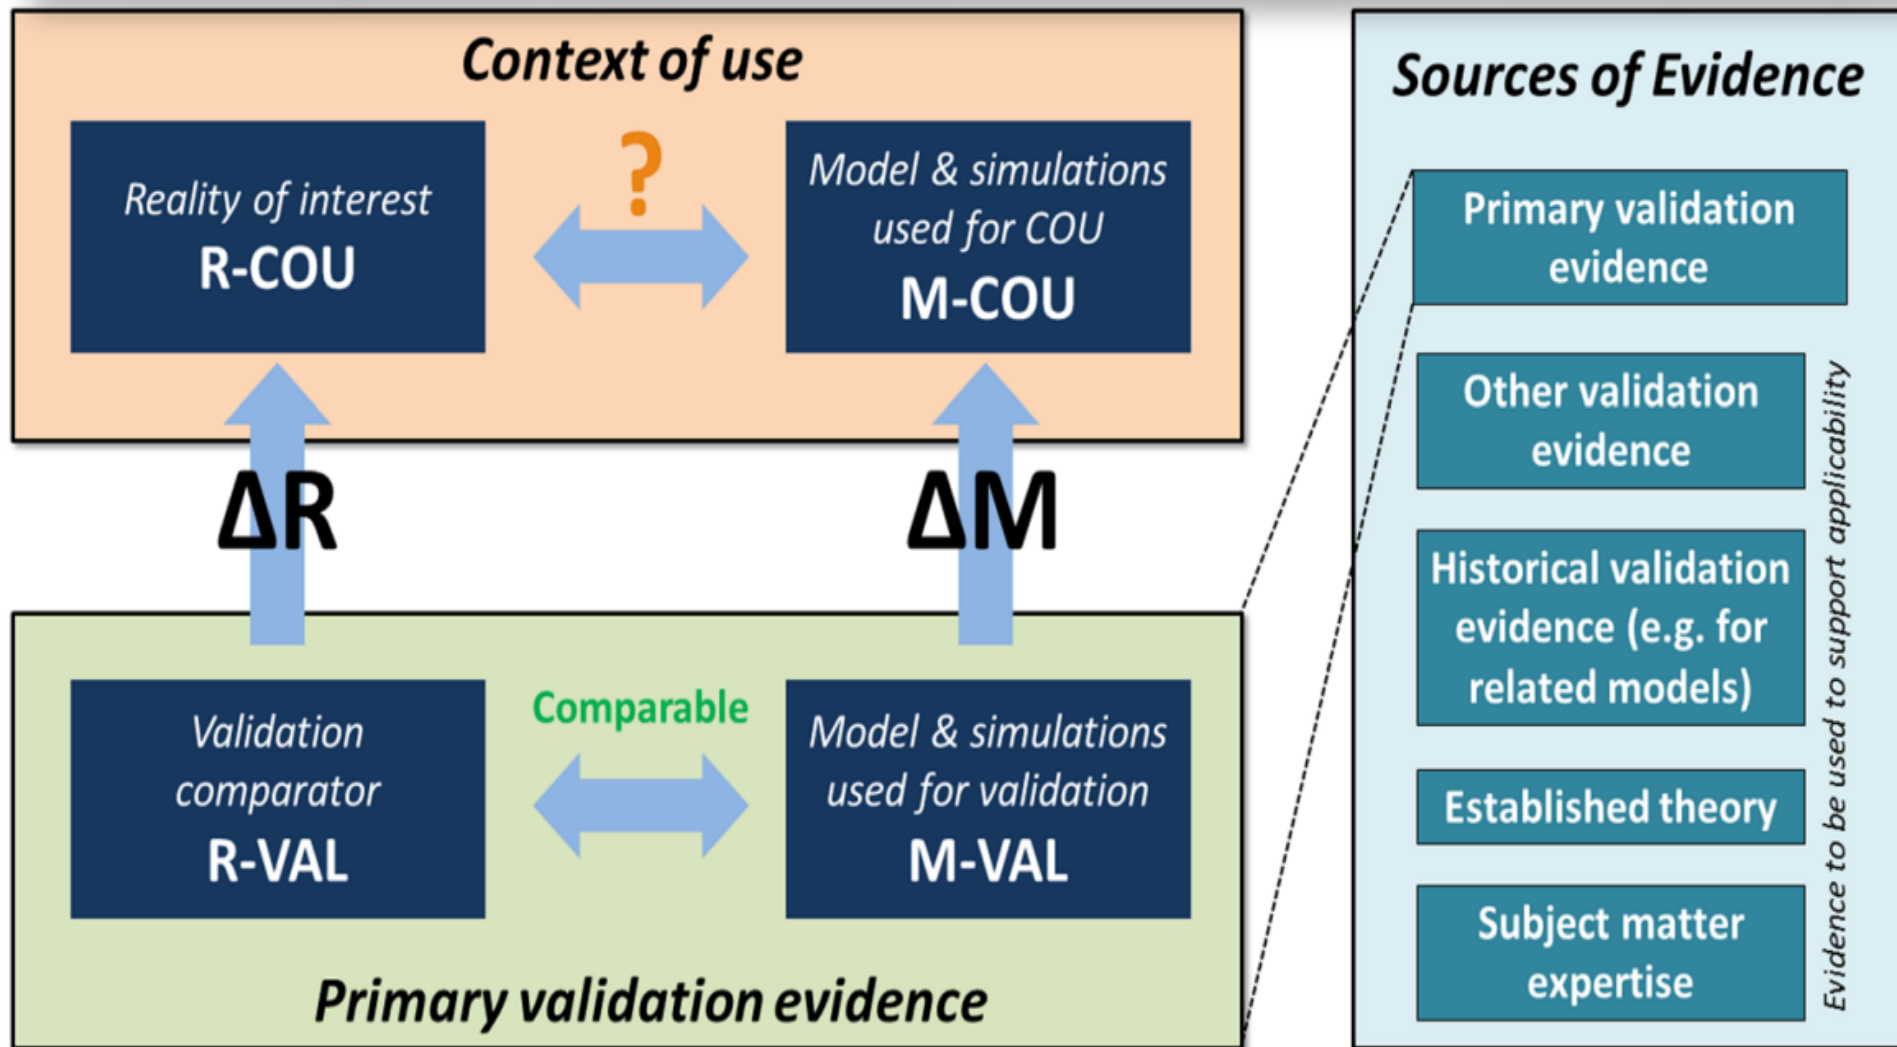 Context of use
Reality of interest
R-COU
?
Model & simulations
used for COU
M-COU
ΔR
ΔM
Validation
comparator
R-VAL
Comparable
Model & simulations
used for validation
M-VAL
Primary validation evidence
Sources of Evidence
Primary validation
evidence
Other validation
evidence
Historical validation
evidence (e.g. for
related models)
Established theory
Subject matter
expertise
Evidence to be used to support applicability